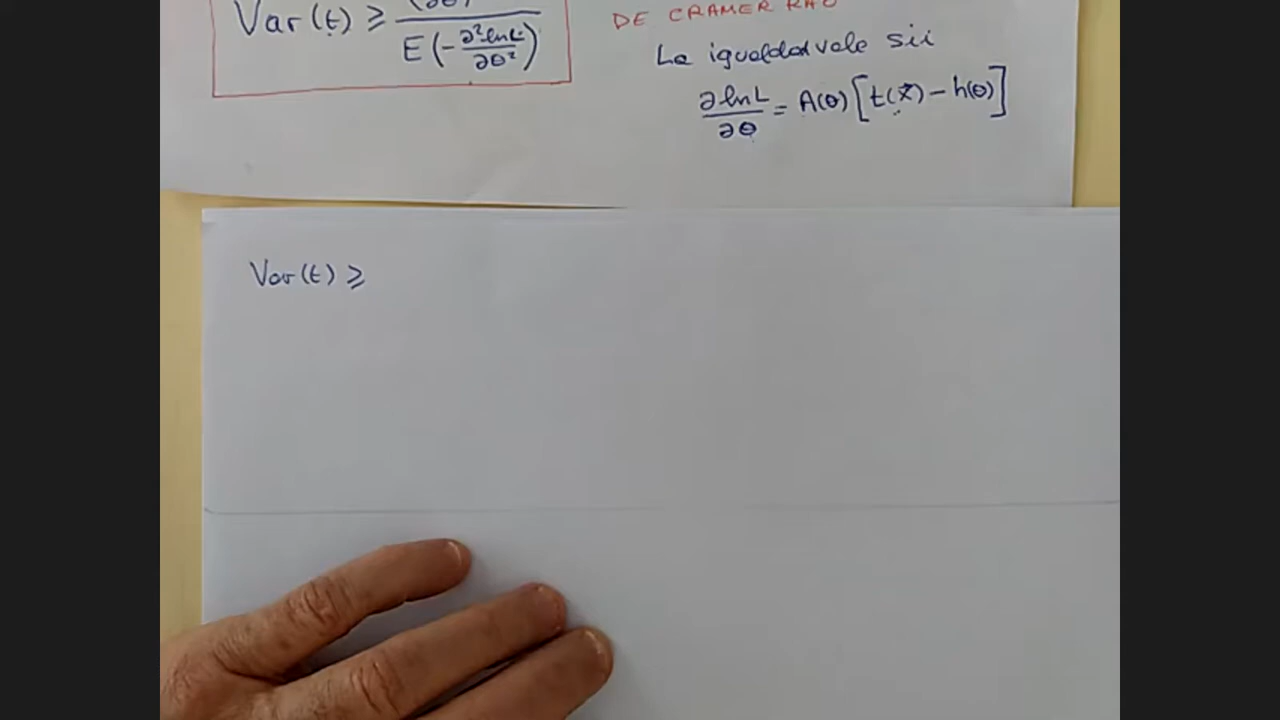 Var(t) ≥ (∂θ) / E(-∂²lnL/∂θ²)
DE CRAMER RAO
La igualdad vale sii
∂lnL/∂θ = A(θ)[t(x⃗) - h(θ)]
Var(t) ≥